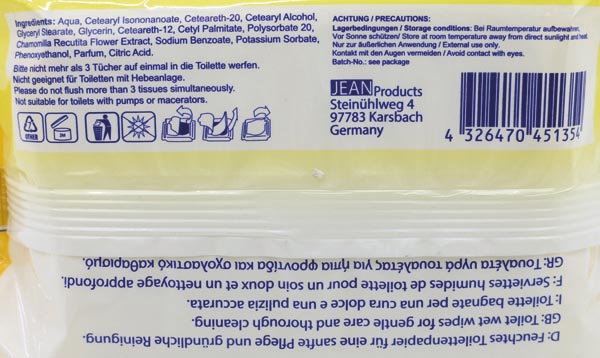 Ingredients: Aqua, Cetearyl Isononanoate, Ceteareth-20, Cetearyl Alcohol,
Glyceryl Stearate, Glycerin, Ceteareth-12, Cetyl Palmitate, Polysorbate 20,
Chamomilla Recutita Flower Extract, Sodium Benzoate, Potassium Sorbate,
Phenoxyethanol, Parfum, Citric Acid.
Bitte nicht mehr als 3 Tücher auf einmal in die Toilette werfen.
Nicht geeignet für Toiletten mit Hebeanlage.
Please do not flush more than 3 tissues simultaneously.
Not suitable for toilets with pumps or macerators.
OTHER
3M
ACHTUNG / PRECAUTIONS:
Lagerbedingungen / Storage conditions: Bei Raumtemperatur aufbewahren,
Vor Sonne schützen/ Store at room temperature away from direct sunlight and heat
Nur zur äußerlichen Anwendung / External use only.
Kontakt mit den Augen vermeiden / Avoid contact with eyes.
Batch-No.: see package
JEAN Products
Steinühlweg 4
97783 Karsbach
Germany
4 326470 451354
D: Feuchtes Toilettenpapier für eine sanfte Pflege und gründliche Reinigung.
GB: Toilet wet wipes for gentle care and thorough cleaning.
I: Toilette bagnate per una cura dolce e una pulizia accurata.
F: Serviettes humides de toilette pour un soin doux et un nettoyage approfondi.
GR: Τουαλέτας υγρά τουαλέτας για ήπια φροντίδα και σχολαστικό καθαρισμό.